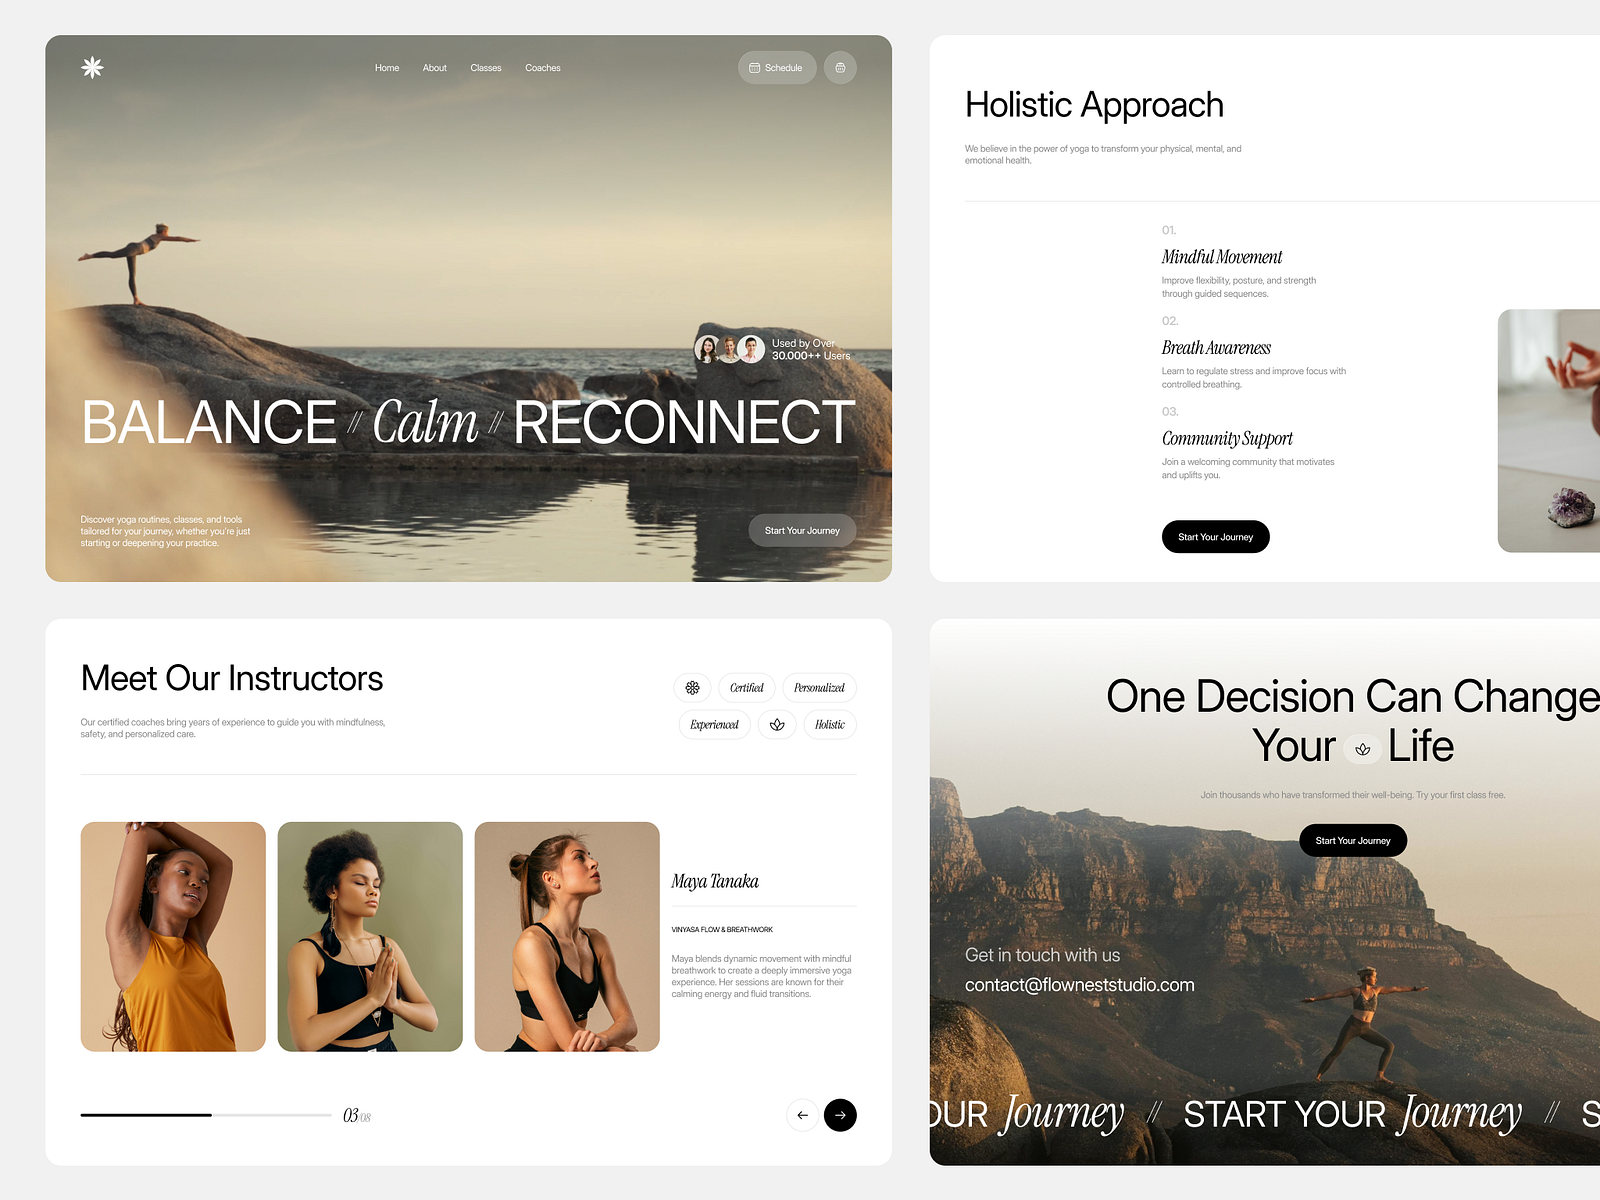 Home About Classes Coaches
Schedule
Used by Over
30.000++ Users
BALANCE // Calm // RECONNECT
Discover yoga routines, classes, and tools
tailored for your journey, whether you're just
starting or deepening your practice.
Start Your Journey
Holistic Approach
We believe in the power of yoga to transform your physical, mental, and
emotional health.
01.
Mindful Movement
Improve flexibility, posture, and strength
through guided sequences.
02.
Breath Awareness
Learn to regulate stress and improve focus with
controlled breathing.
03.
Community Support
Join a welcoming community that motivates
and uplifts you.
Start Your Journey
Meet Our Instructors
Our certified coaches bring years of experience to guide you with mindfulness,
safety, and personalized care.
Certified Personalized
Experienced Holistic
Maya Tanaka
VINYASA FLOW & BREATHWORK
Maya blends dynamic movement with mindful
breathwork to create a deeply immersive yoga
experience. Her sessions are known for their
calming energy and fluid transitions.
03/08
One Decision Can Change
Your Life
Join thousands who have transformed their well-being. Try your first class free.
Start Your Journey
Get in touch with us
contact@flowneststudio.com
OUR Journey // START YOUR Journey // S